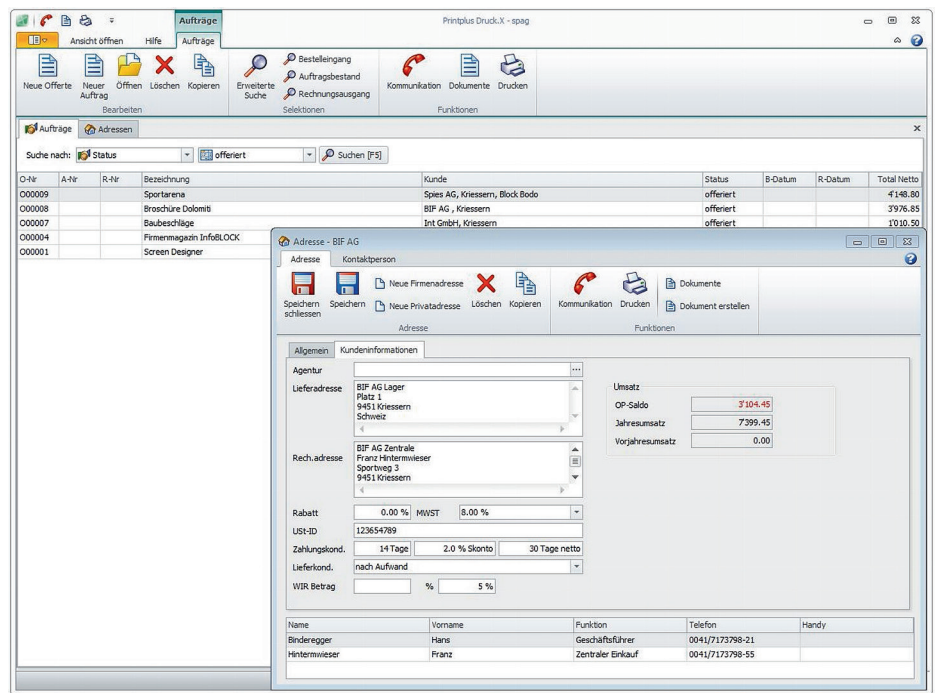 Aufträge
Printplus Druck.X - spag
Ansicht öffnen Hilfe Aufträge
Neue Offerte Neuer Auftrag Öffnen Löschen Kopieren
Bearbeiten
Erweiterte Suche
Bestelleingang
Auftragsbestand
Rechnungsausgang
Selektionen
Kommunikation Dokumente Drucken
Funktionen
Aufträge Adressen
Suche nach: Status offeriert Suchen [F5]
O-Nr A-Nr R-Nr Bezeichnung Kunde Status B-Datum R-Datum Total Netto
O00009 Sportarena Spies AG, Kriessern, Block Bodo offeriert 4'148.80
O00008 Broschüre Dolomiti BIF AG , Kriessern offeriert 3'976.85
O00007 Baubeschläge Int GmbH, Kriessern offeriert 1'010.50
O00004 Firmenmagazin InfoBLOCK
O00001 Screen Designer
Adresse - BIF AG
Adresse Kontaktperson
Speichern schliessen Speichern
Neue Firmenadresse
Neue Privatadresse
Löschen Kopieren
Adresse
Kommunikation Drucken
Dokumente
Dokument erstellen
Funktionen
Allgemein Kundeninformationen
Agentur
Lieferadresse BIF AG Lager
Platz 1
9451 Kriessern
Schweiz
Rech.adresse BIF AG Zentrale
Franz Hintermwieser
Sportweg 3
9451 Kriessern
Umsatz
OP-Saldo 3'104.45
Jahresumsatz 7'399.45
Vorjahresumsatz 0.00
Rabatt 0.00 % MWST 8.00 %
USt-ID 123654789
Zahlungskond. 14 Tage 2.0 % Skonto 30 Tage netto
Lieferkond. nach Aufwand
WIR Betrag % 5 %
Name Vorname Funktion Telefon Handy
Binderegger Hans Geschäftsführer 0041/7173798-21
Hintermwieser Franz Zentraler Einkauf 0041/7173798-55